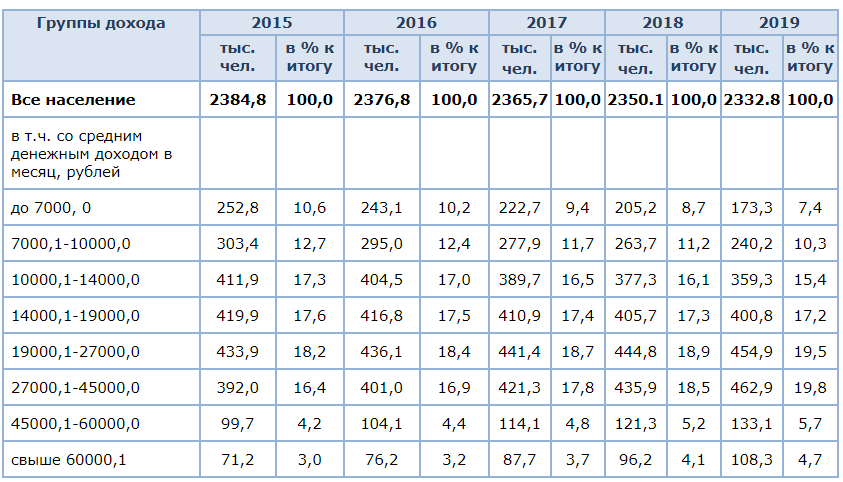 Группы дохода 2015 2016 2017 2018 2019
тыс. чел. в % к итогу тыс. чел. в % к итогу тыс. чел. в % к итогу тыс. чел. в % к итогу тыс. чел. в % к итогу
Все население 2384,8 100,0 2376,8 100,0 2365,7 100,0 2350.1 100,0 2332.8 100,0
в т.ч. со средним
денежным доходом в
месяц, рублей
до 7000, 0 252,8 10,6 243,1 10,2 222,7 9,4 205,2 8,7 173,3 7,4
7000,1-10000,0 303,4 12,7 295,0 12,4 277,9 11,7 263,7 11,2 240,2 10,3
10000,1-14000,0 411,9 17,3 404,5 17,0 389,7 16,5 377,3 16,1 359,3 15,4
14000,1-19000,0 419,9 17,6 416,8 17,5 410,9 17,4 405,7 17,3 400,8 17,2
19000,1-27000,0 433,9 18,2 436,1 18,4 441,4 18,7 444,8 18,9 454,9 19,5
27000,1-45000,0 392,0 16,4 401,0 16,9 421,3 17,8 435,9 18,5 462,9 19,8
45000,1-60000,0 99,7 4,2 104,1 4,4 114,1 4,8 121,3 5,2 133,1 5,7
свыше 60000,1 71,2 3,0 76,2 3,2 87,7 3,7 96,2 4,1 108,3 4,7